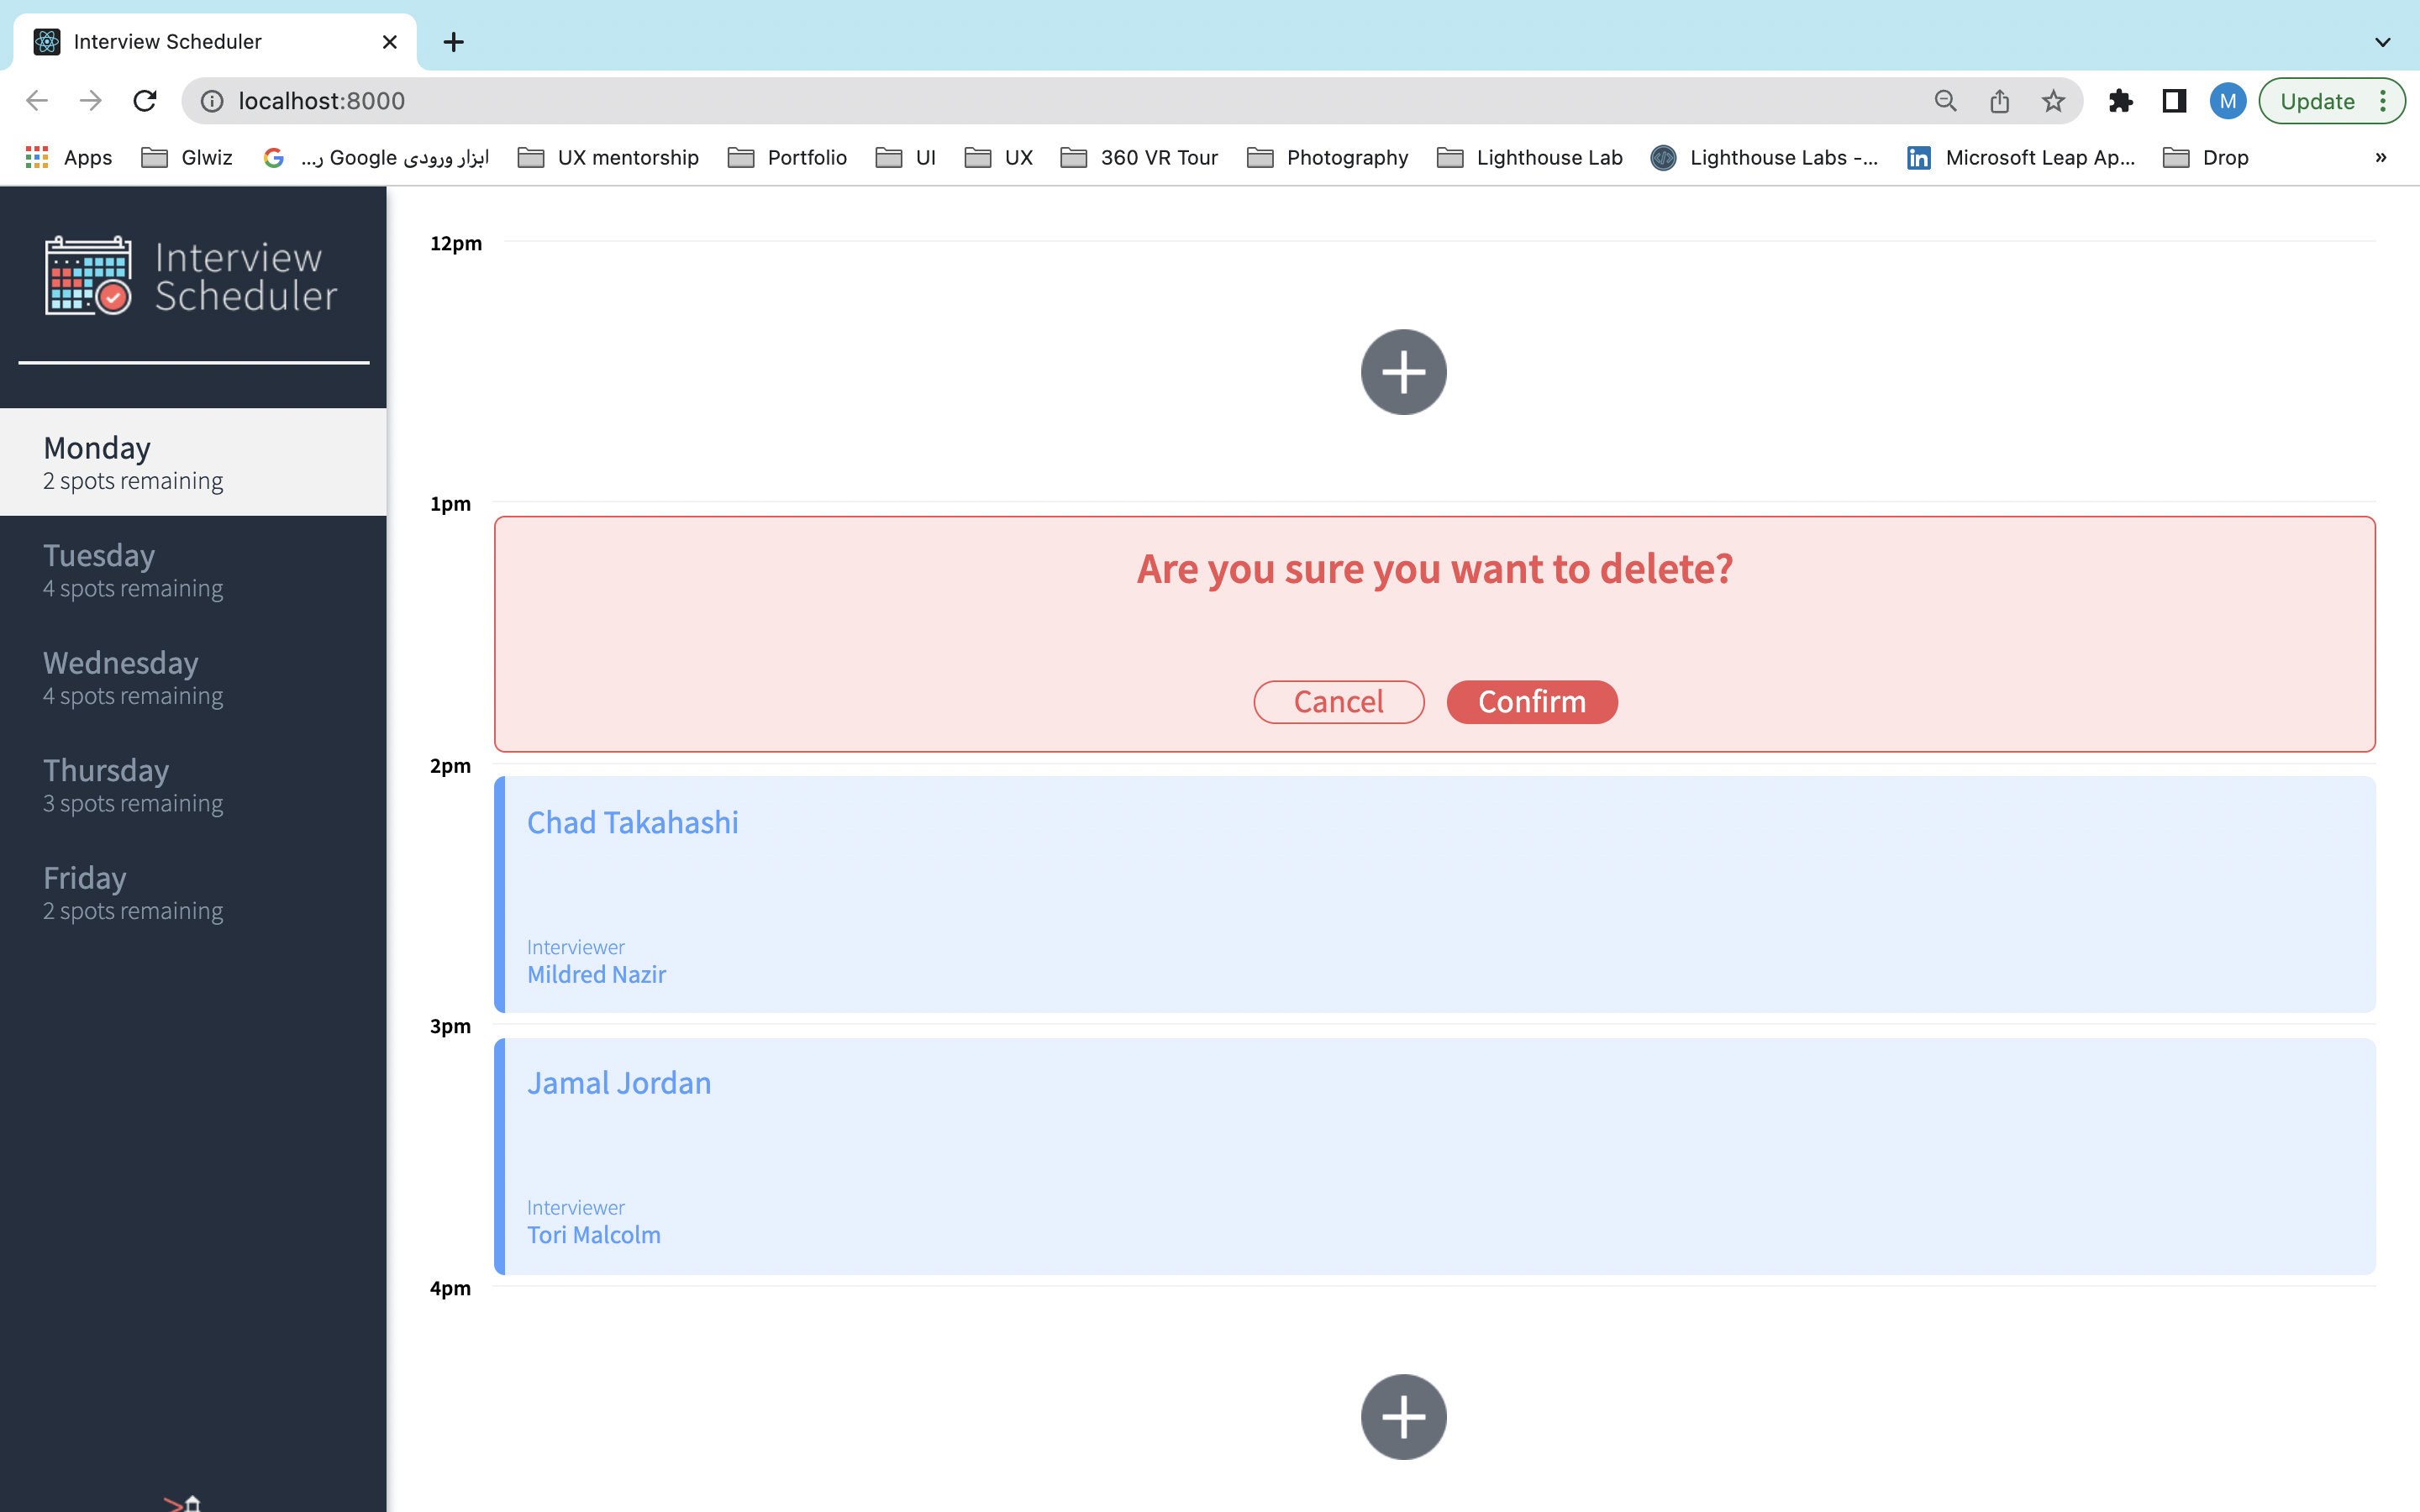 Interview Scheduler
localhost:8000
M
Update
Apps
Glwiz
ابزار ورودی Google ر...
UX mentorship
Portfolio
UI
UX
360 VR Tour
Photography
Lighthouse Lab
Lighthouse Labs -...
Microsoft Leap Ap...
Drop
»
Interview
Scheduler
Monday
2 spots remaining
Tuesday
4 spots remaining
Wednesday
4 spots remaining
Thursday
3 spots remaining
Friday
2 spots remaining
12pm
1pm
Are you sure you want to delete?
Cancel
Confirm
2pm
Chad Takahashi
Interviewer
Mildred Nazir
3pm
Jamal Jordan
Interviewer
Tori Malcolm
4pm